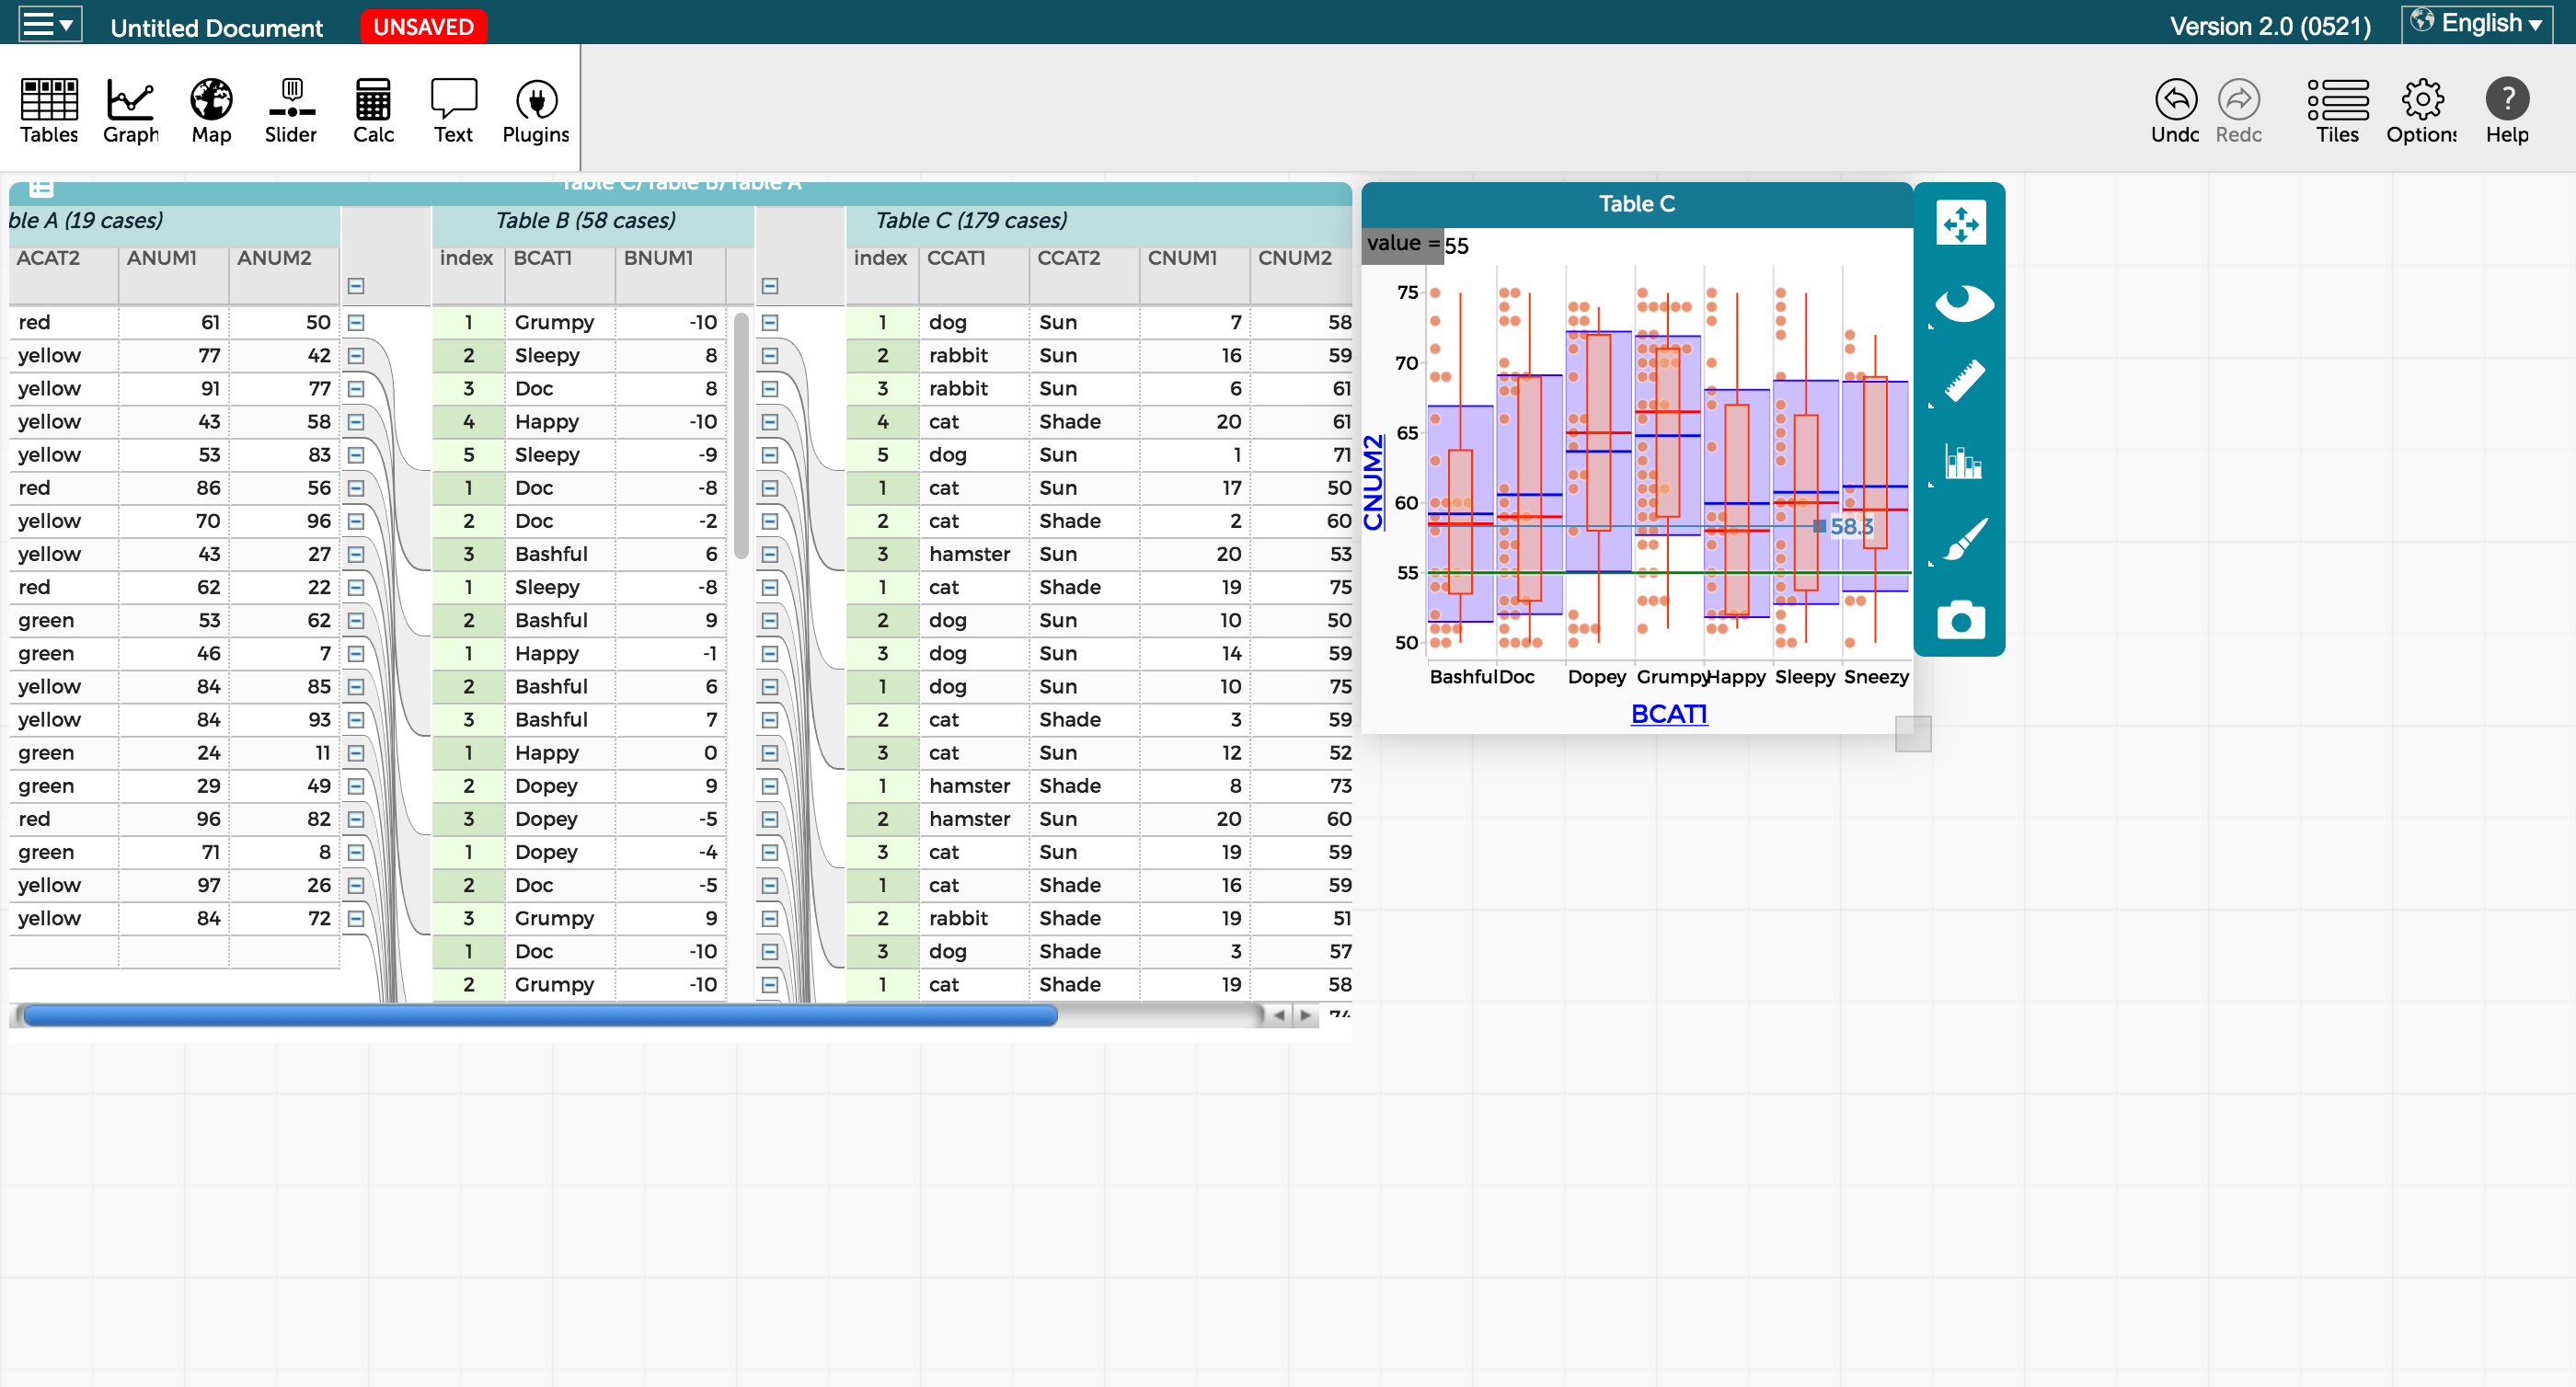 Untitled Document UNSAVED Version 2.0 (0521) English
Tables Graph Map Slider Calc Text Plugins Undo Redo Tiles Options Help
Table C/Table B/Table A
ble A (19 cases) Table B (58 cases) Table C (179 cases)
ACAT2 ANUM1 ANUM2 index BCAT1 BNUM1 index CCAT1 CCAT2 CNUM1 CNUM2
red 61 50 1 Grumpy -10 1 dog Sun 7 58
yellow 77 42 2 Sleepy 8 2 rabbit Sun 16 59
yellow 91 77 3 Doc 8 3 rabbit Sun 6 61
yellow 43 58 4 Happy -10 4 cat Shade 20 61
yellow 53 83 5 Sleepy -9 5 dog Sun 1 71
red 86 56 1 Doc -8 1 cat Sun 17 50
yellow 70 96 2 Doc -2 2 cat Shade 2 60
yellow 43 27 3 Bashful 6 3 hamster Sun 20 53
red 62 22 1 Sleepy -8 1 cat Shade 19 75
green 53 62 2 Bashful 9 2 dog Sun 10 50
green 46 7 1 Happy -1 3 dog Sun 14 59
yellow 84 85 2 Bashful 6 1 dog Sun 10 75
yellow 84 93 3 Bashful 7 2 cat Shade 3 59
green 24 11 1 Happy 0 3 cat Sun 12 52
green 29 49 2 Dopey 9 1 hamster Shade 8 73
red 96 82 3 Dopey -5 2 hamster Sun 20 60
green 71 8 1 Dopey -4 3 cat Sun 19 59
yellow 97 26 2 Doc -5 1 cat Shade 16 59
yellow 84 72 3 Grumpy 9 2 rabbit Shade 19 51
1 Doc -10 3 dog Shade 3 57
2 Grumpy -10 1 cat Shade 19 58
74
Table C
value = 55
75
70
65
60
55
50
CNUM2
58.3
Bashful Doc Dopey Grumpy Happy Sleepy Sneezy
BCAT1